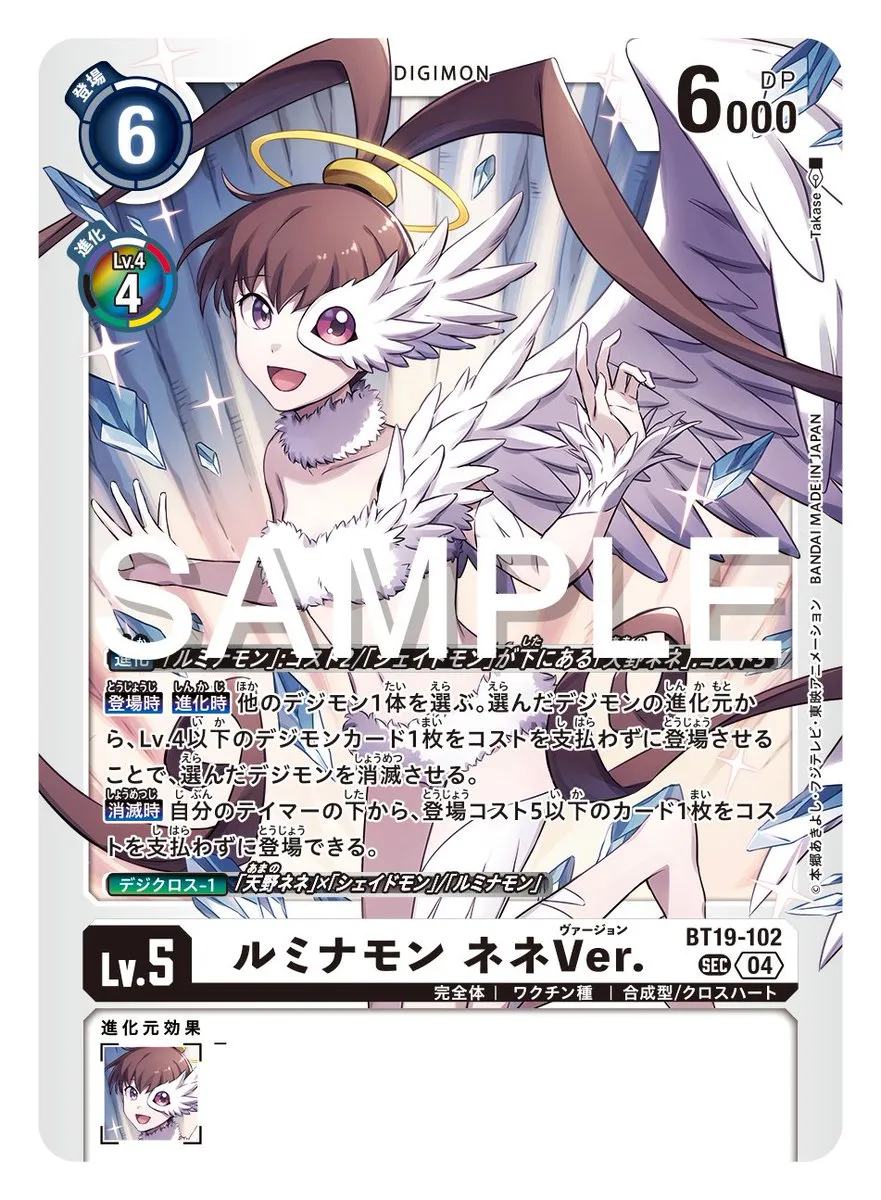 DIGIMON
登場
6
DP
6000
進化
Lv.4
4
Takase
SAMPLE
進化 「ルミナモン」:コスト2/「シェイドモン」が下にある「天野ネネ」:コスト3
登場時 進化時 他のデジモン1体を選ぶ。選んだデジモンの進化元か
ら、Lv.4以下のデジモンカード1枚をコストを支払わずに登場させる
ことで、選んだデジモンを消滅させる。
消滅時 自分のテイマーの下から、登場コスト5以下のカード1枚をコス
トを支払わずに登場できる。
デジクロス-1 「天野ネネ」×「シェイドモン」/「ルミナモン」
©本郷あきよし・フジテレビ・東映アニメーション BANDAI MADE IN JAPAN
Lv.5
ルミナモン ネネVer.
ヴァージョン
BT19-102
SEC 04
完全体 | ワクチン種 | 合成型/クロスハート
進化元効果